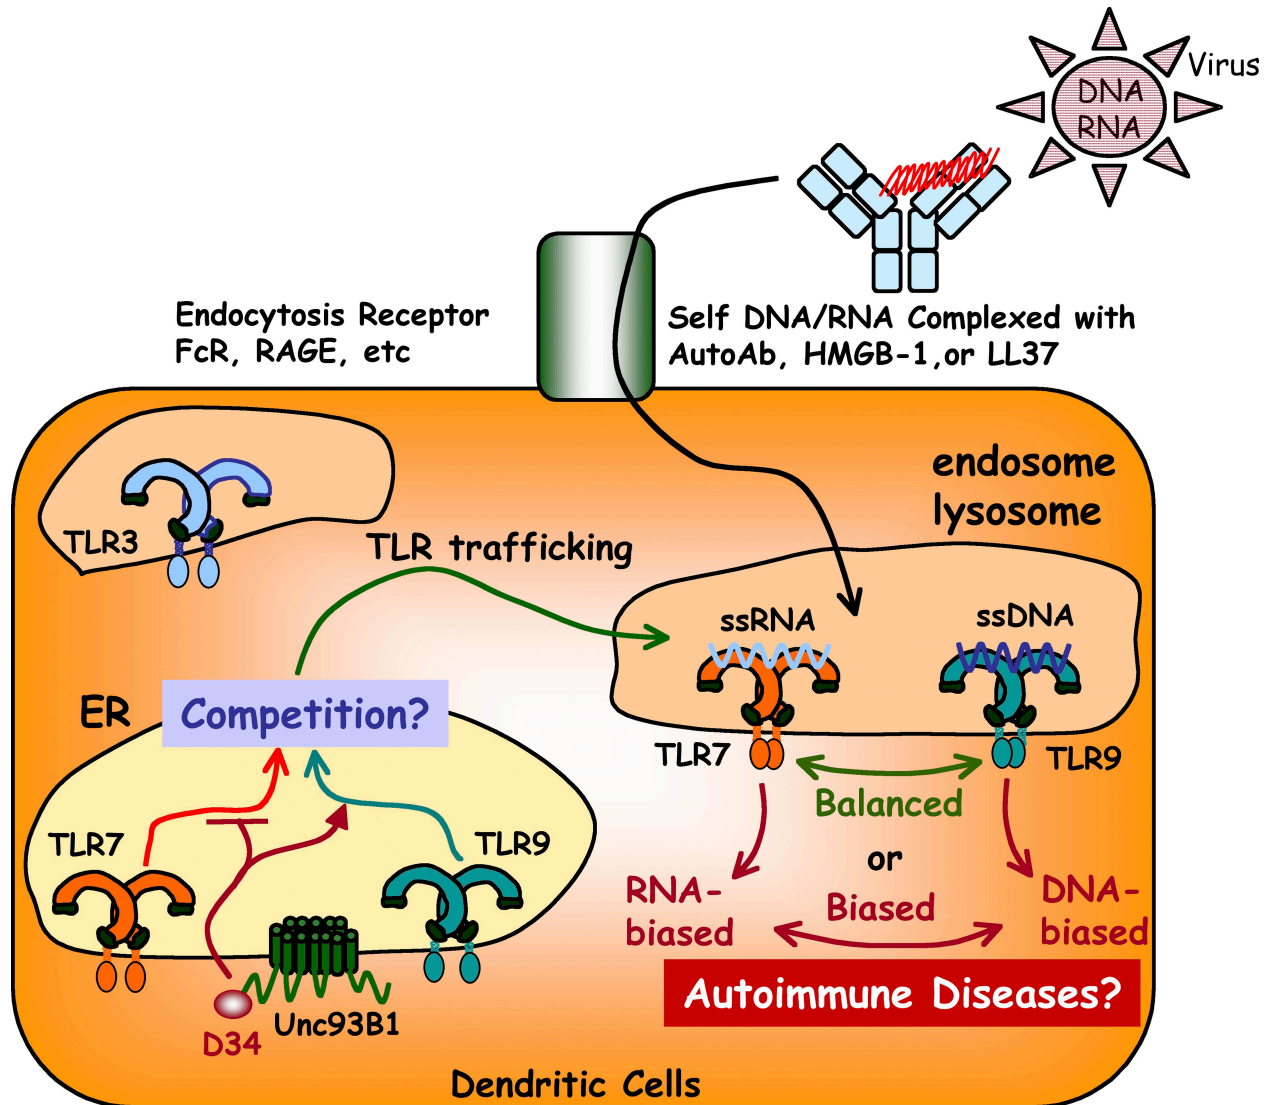 Virus
DNA
RNA
Endocytosis Receptor
FcR, RAGE, etc
Self DNA/RNA Complexed with
AutoAb, HMGB-1,or LL37
endosome
lysosome
TLR3
TLR trafficking
ssRNA
ssDNA
ER
Competition?
TLR7
TLR9
Balanced
or
Biased
RNA-
biased
DNA-
biased
TLR7
TLR9
Unc93B1
D34
Autoimmune Diseases?
Dendritic Cells